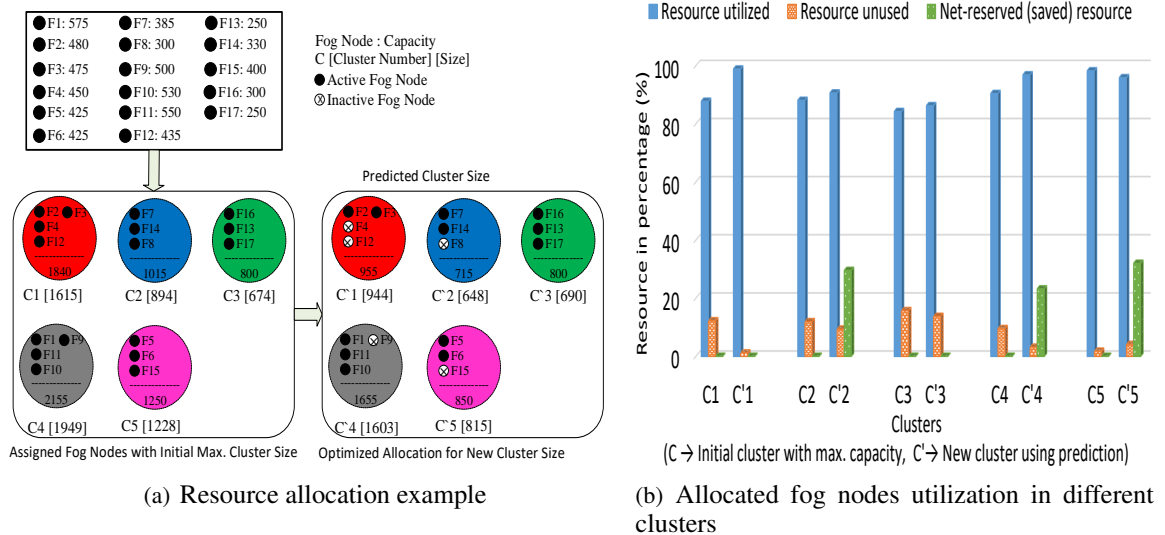 F1: 575 F7: 385 F13: 250
F2: 480 F8: 300 F14: 330
F3: 475 F9: 500 F15: 400
F4: 450 F10: 530 F16: 300
F5: 425 F11: 550 F17: 250
F6: 425 F12: 435
Fog Node : Capacity
C [Cluster Number] [Size]
Active Fog Node
Inactive Fog Node
Predicted Cluster Size
F2 F3
F4
F12
----------------
1840
C1 [1615]
F7
F14
F8
----------------
1015
C2 [894]
F16
F13
F17
----------------
800
C3 [674]
F1 F9
F11
F10
----------------
2155
C4 [1949]
F5
F6
F15
----------------
1250
C5 [1228]
Assigned Fog Nodes with Initial Max. Cluster Size
F2 F3
F4
F12
----------------
955
C`1 [944]
F7
F14
F8
----------------
715
C`2 [648]
F16
F13
F17
----------------
800
C`3 [690]
F1 F9
F11
F10
----------------
1655
C`4 [1603]
F5
F6
F15
----------------
850
C`5 [815]
Optimized Allocation for New Cluster Size
(a) Resource allocation example
Resource utilized Resource unused Net-reserved (saved) resource
Resource in percentage (%)
100
80
60
40
20
0
C1 C'1 C2 C'2 C3 C'3 C4 C'4 C5 C'5
Clusters
(C → Initial cluster with max. capacity, C'→ New cluster using prediction)
(b) Allocated fog nodes utilization in different
clusters